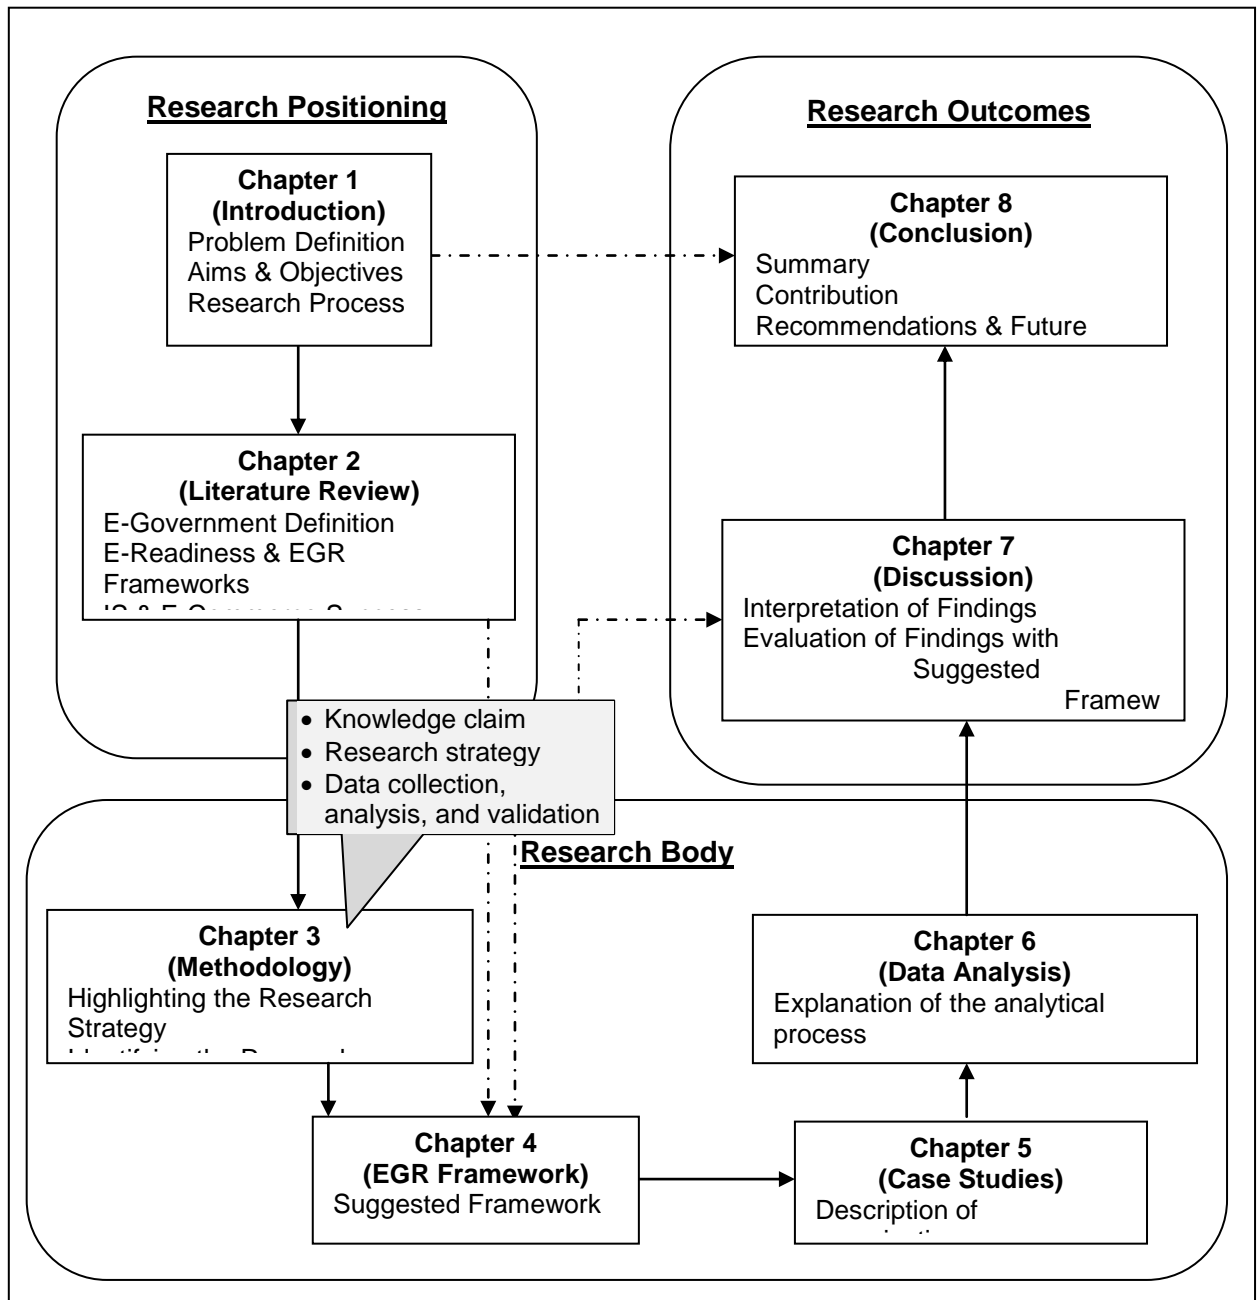 Research Positioning
Chapter 1
(Introduction)
Problem Definition
Aims & Objectives
Research Process
Chapter 2
(Literature Review)
E-Government Definition
E-Readiness & EGR
Frameworks
Research Outcomes
Chapter 8
(Conclusion)
Summary
Contribution
Recommendations & Future
Chapter 7
(Discussion)
Interpretation of Findings
Evaluation of Findings with
Suggested
Framew
• Knowledge claim
• Research strategy
• Data collection,
analysis, and validation
Research Body
Chapter 3
(Methodology)
Highlighting the Research
Strategy
Chapter 4
(EGR Framework)
Suggested Framework
Chapter 5
(Case Studies)
Description of
Chapter 6
(Data Analysis)
Explanation of the analytical
process